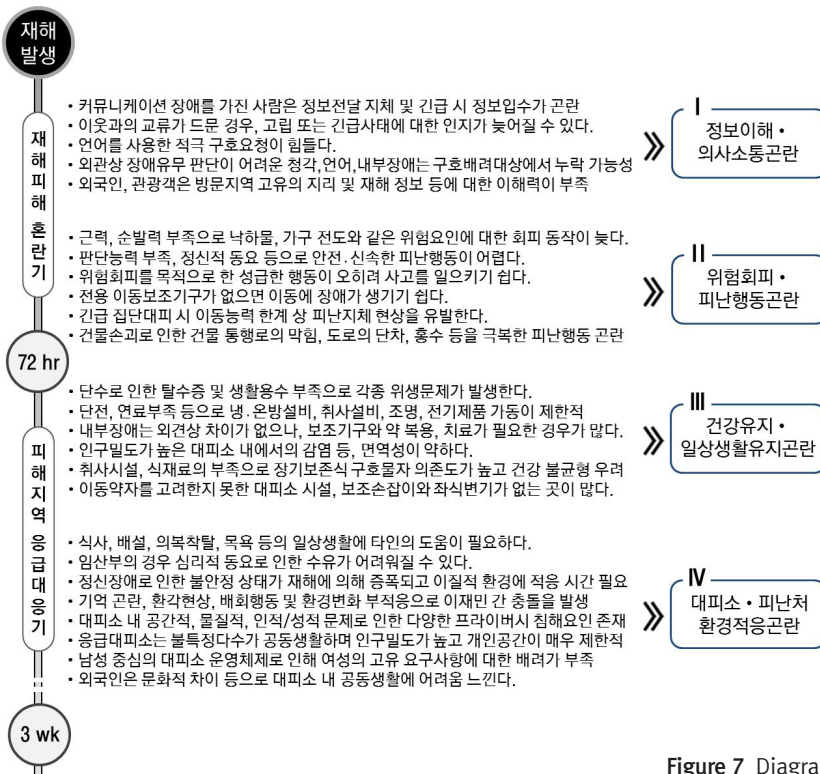 재해
발생
재해피해 혼란기
• 커뮤니케이션 장애를 가진 사람은 정보전달 지체 및 긴급 시 정보입수가 곤란
• 이웃과의 교류가 드문 경우, 고립 또는 긴급사태에 대한 인지가 늦어질 수 있다.
• 언어를 사용한 적극 구호요청이 힘들다.
• 외관상 장애유무 판단이 어려운 청각,언어,내부장애는 구호배려대상에서 누락 가능성
• 외국인, 관광객은 방문지역 고유의 지리 및 재해 정보 등에 대한 이해력이 부족
I
정보이해・
의사소통곤란
• 근력, 순발력 부족으로 낙하물, 가구 전도와 같은 위험요인에 대한 회피 동작이 늦다.
• 판단능력 부족, 정신적 동요 등으로 안전·신속한 피난행동이 어렵다.
• 위험회피를 목적으로 한 성급한 행동이 오히려 사고를 일으키기 쉽다.
• 전용 이동보조기구가 없으면 이동에 장애가 생기기 쉽다.
• 긴급 집단대피 시 이동능력 한계 상 피난지체 현상을 유발한다.
• 건물손괴로 인한 건물 통행로의 막힘, 도로의 단차, 홍수 등을 극복한 피난행동 곤란
II
위험회피・
피난행동곤란
72 hr
피해지역 응급대응기
• 단수로 인한 탈수증 및 생활용수 부족으로 각종 위생문제가 발생한다.
• 단전, 연료부족 등으로 냉·온방설비, 취사설비, 조명, 전기제품 가동이 제한적
• 내부장애는 외견상 차이가 없으나, 보조기구와 약 복용, 치료가 필요한 경우가 많다.
• 인구밀도가 높은 대피소 내에서의 감염 등, 면역성이 약하다.
• 취사시설, 식재료의 부족으로 장기보존식 구호물자 의존도가 높고 건강 불균형 우려
• 이동약자를 고려한지 못한 대피소 시설, 보조손잡이와 좌식변기가 없는 곳이 많다.
III
건강유지・
일상생활유지곤란
• 식사, 배설, 의복착탈, 목욕 등의 일상생활에 타인의 도움이 필요하다.
• 임산부의 경우 심리적 동요로 인한 수유가 어려워질 수 있다.
• 정신장애로 인한 불안정 상태가 재해에 의해 증폭되고 이질적 환경에 적응 시간 필요
• 기억 곤란, 환각현상, 배회행동 및 환경변화 부적응으로 이재민 간 충돌을 발생
• 대피소 내 공간적, 물질적, 인적/성적 문제로 인한 다양한 프라이버시 침해요인 존재
• 응급대피소는 불특정다수가 공동생활하며 인구밀도가 높고 개인공간이 매우 제한적
• 남성 중심의 대피소 운영체제로 인해 여성의 고유 요구사항에 대한 배려가 부족
• 외국인은 문화적 차이 등으로 대피소 내 공동생활에 어려움 느낀다.
IV
대피소・피난처
환경적응곤란
3 wk
Figure 7 Diagra